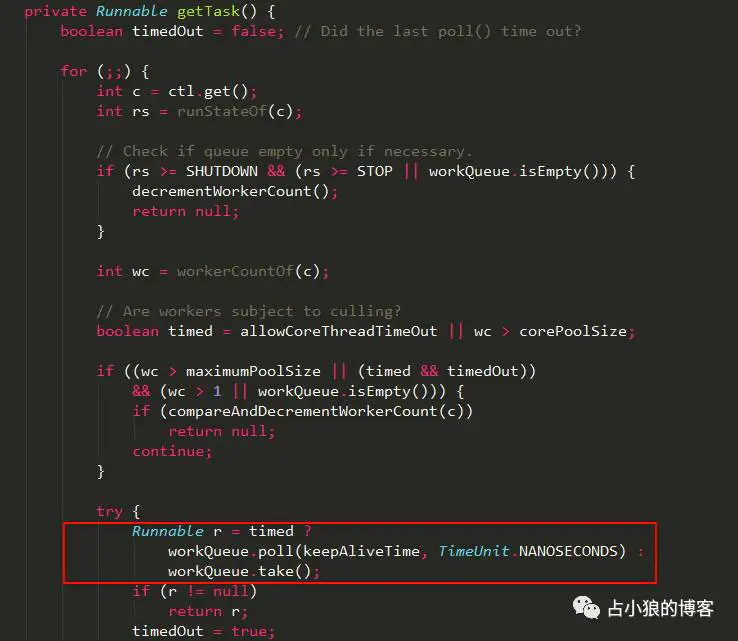 private Runnable getTask() {
    boolean timedOut = false; // Did the last poll() time out?

    for (;;) {
        int c = ctl.get();
        int rs = runStateOf(c);

        // Check if queue empty only if necessary.
        if (rs >= SHUTDOWN && (rs >= STOP || workQueue.isEmpty())) {
            decrementWorkerCount();
            return null;
        }

        int wc = workerCountOf(c);

        // Are workers subject to culling?
        boolean timed = allowCoreThreadTimeOut || wc > corePoolSize;

        if ((wc > maximumPoolSize || (timed && timedOut))
            && (wc > 1 || workQueue.isEmpty())) {
            if (compareAndDecrementWorkerCount(c))
                return null;
            continue;
        }

        try {
            Runnable r = timed ?
                workQueue.poll(keepAliveTime, TimeUnit.NANOSECONDS) :
                workQueue.take();
            if (r != null)
                return r;
            timedOut = true;
占小狼的博客